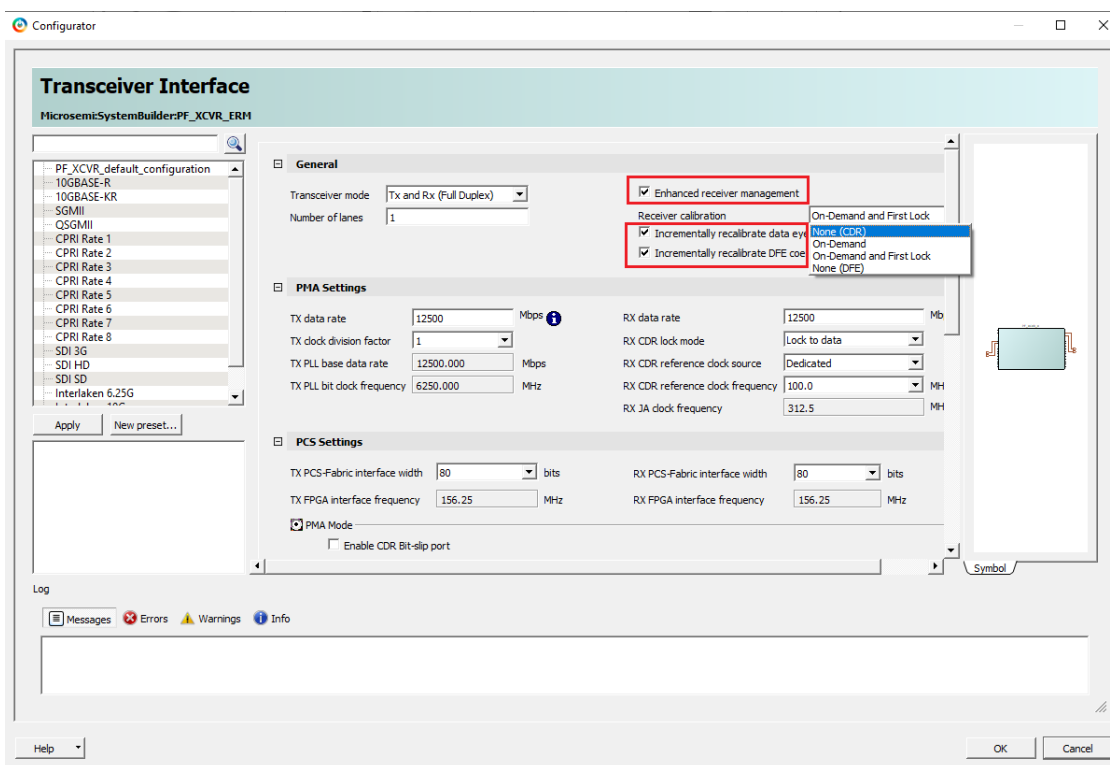 Configurator
Transceiver Interface
Microsemi:SystemBuilder:PF_XCVR_ERM
PF_XCVR_default_configuration
10GBASE-R
10GBASE-KR
SGMII
QSGMII
CPRI Rate 1
CPRI Rate 2
CPRI Rate 3
CPRI Rate 4
CPRI Rate 5
CPRI Rate 6
CPRI Rate 7
CPRI Rate 8
SDI 3G
SDI HD
SDI SD
Interlaken 6.25G
Apply New preset...
General
Transceiver mode Tx and Rx (Full Duplex)
Number of lanes 1
Enhanced receiver management
Receiver calibration On-Demand and First Lock
Incrementally recalibrate data eye
Incrementally recalibrate DFE coe
None (CDR)
On-Demand
On-Demand and First Lock
None (DFE)
PMA Settings
TX data rate 12500 Mbps
TX clock division factor 1
TX PLL base data rate 12500.000 Mbps
TX PLL bit clock frequency 6250.000 MHz
RX data rate 12500 Mb
RX CDR lock mode Lock to data
RX CDR reference clock source Dedicated
RX CDR reference clock frequency 100.0 MH
RX JA clock frequency 312.5 MH
PCS Settings
TX PCS-Fabric interface width 80 bits
TX FPGA interface frequency 156.25 MHz
RX PCS-Fabric interface width 80 bits
RX FPGA interface frequency 156.25 MHz
PMA Mode
Enable CDR Bit-slip port
Symbol
Log
Messages Errors Warnings Info
Help OK Cancel